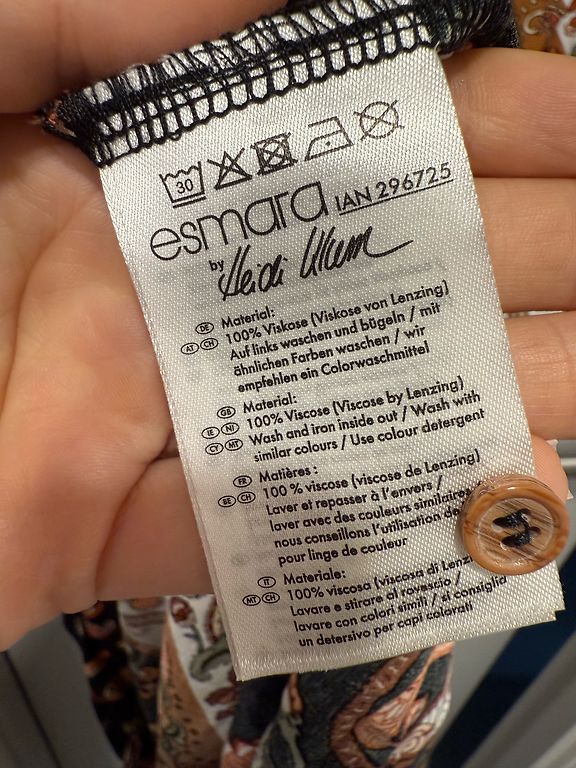 30
esmara IAN 296725
by Heidi Klum
DE AT CH Material:
100% Viskose (Viskose von Lenzing)
Auf links waschen und bügeln / mit
ähnlichen Farben waschen / wir
empfehlen ein Colorwaschmittel
GB IE NI CY MT Material:
100% Viscose (Viscose by Lenzing)
Wash and iron inside out / Wash with
similar colours / Use colour detergent
FR BE CH Matières :
100 % viscose (viscose de Lenzing)
Laver et repasser à l'envers /
laver avec des couleurs similaires
nous conseillons l'utilisation de
pour linge de couleur
IT MT CH Materiale:
100% viscosa (viscosa di
Lavare e stirare al rovescio /
lavare con colori simili / si consiglia
un detersivo per capi colorati